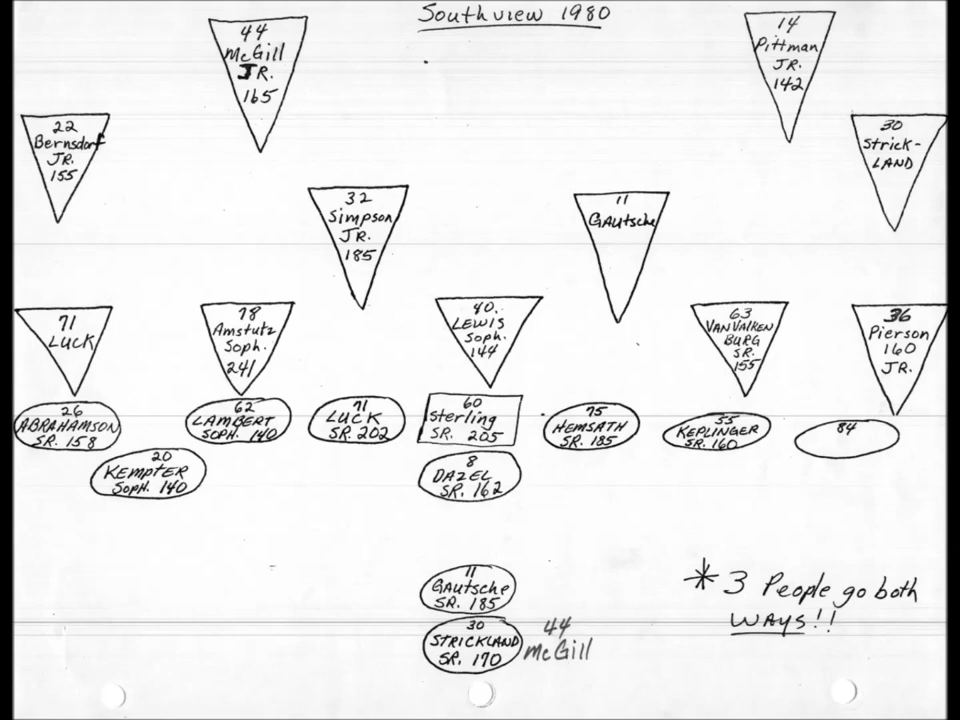 Southview 1980
44
McGill
JR.
165
14
Pittman
JR.
142
22
Bernsdorf
JR.
155
30
Strick-
LAND
32
Simpson
JR.
185
11
GAUtsche
71
LUCK
78
Amstutz
Soph.
241
40.
LEWIS
Soph.
144
63
VANVALKEN
BURG
SR.
155
36
Pierson
160
JR.
26
ABRAHAMSON
SR. 158
62
LAMBERT
SOPH. 140
71
LUCK
SR. 202
60
Sterling
SR. 205
75
HEMSATH
SR. 185
55
KEPLINGER
SR. 160
84
20
KEMPTER
SopH. 140
8
DAZEL
SR. 162
11
GAUtsche
SR. 185
30
STRICKLAND
SR. 170
44
McGill
* 3 People go both
WAYS!!